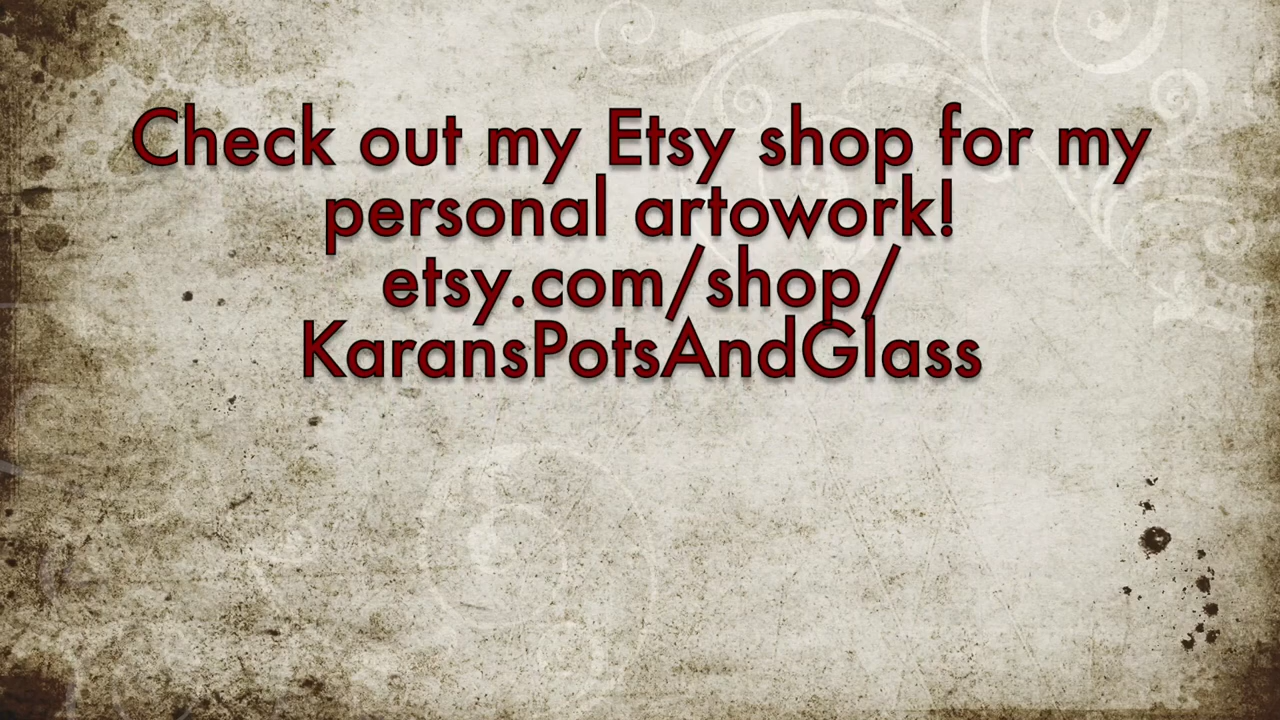 Check out my Etsy shop for my
personal artowork!
etsy.com/shop/
KaransPotsAndGlass